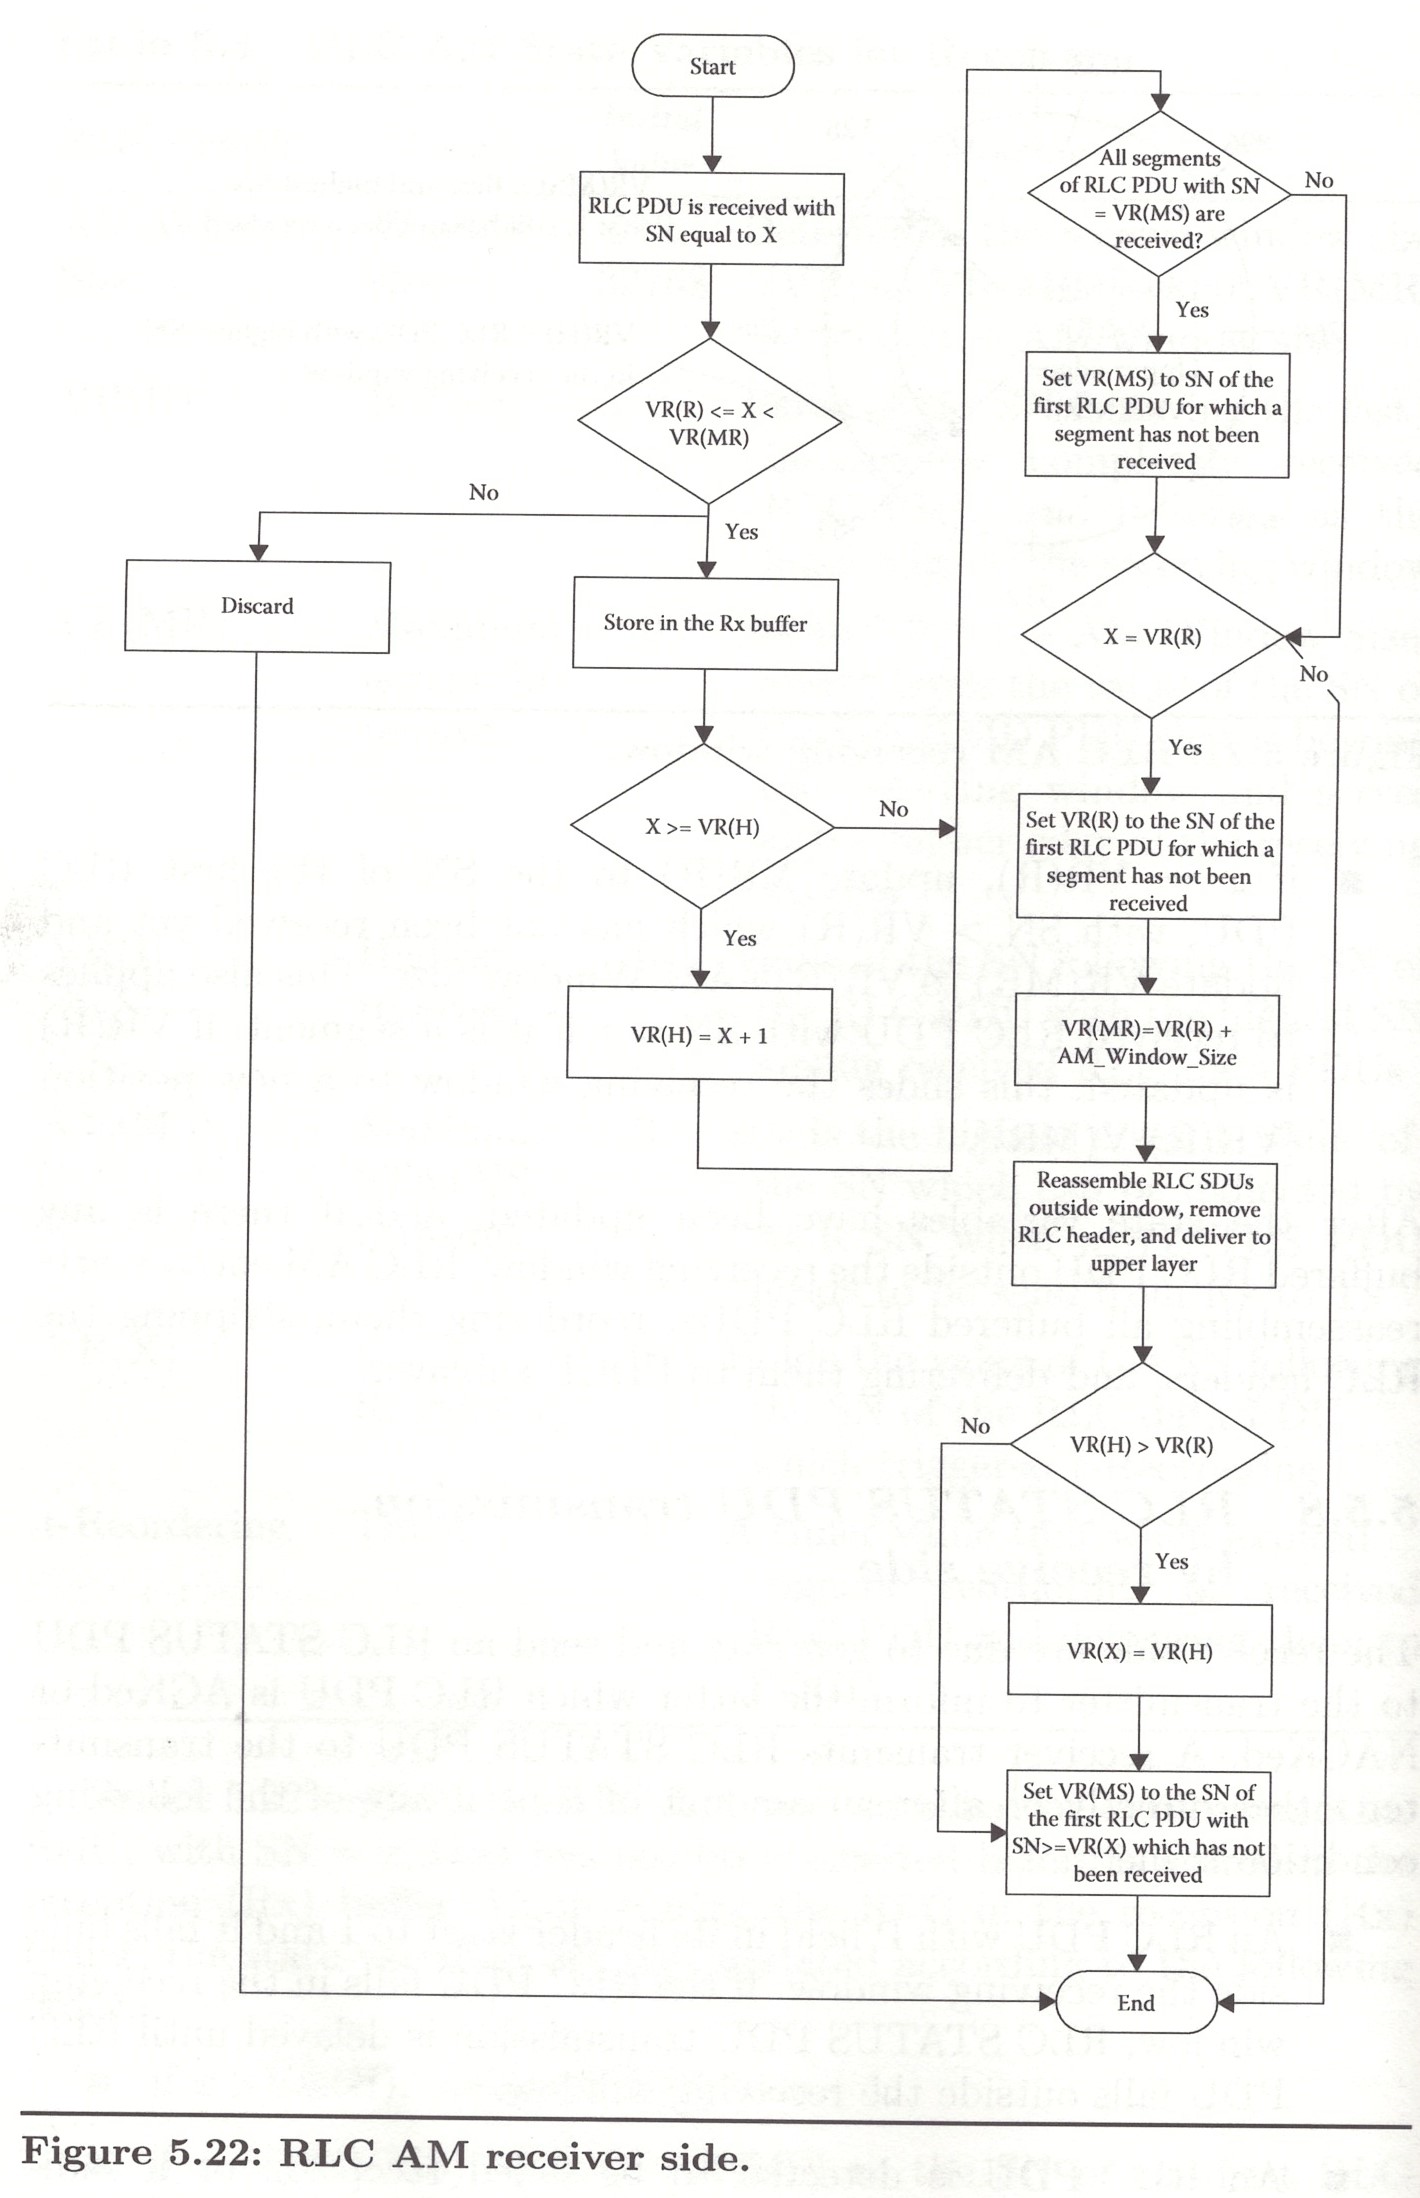 Start
RLC PDU is received with
SN equal to X
VR(R) <= X <
VR(MR)
No
Yes
Discard
Store in the Rx buffer
X >= VR(H)
No
Yes
VR(H) = X + 1
All segments
of RLC PDU with SN
= VR(MS) are
received?
No
Yes
Set VR(MS) to SN of the
first RLC PDU for which a
segment has not been
received
X = VR(R)
No
Yes
Set VR(R) to the SN of the
first RLC PDU for which a
segment has not been
received
VR(MR)=VR(R) +
AM_Window_Size
Reassemble RLC SDUs
outside window, remove
RLC header, and deliver to
upper layer
VR(H) > VR(R)
No
Yes
VR(X) = VR(H)
Set VR(MS) to the SN of
the first RLC PDU with
SN>=VR(X) which has not
been received
End
Figure 5.22: RLC AM receiver side.